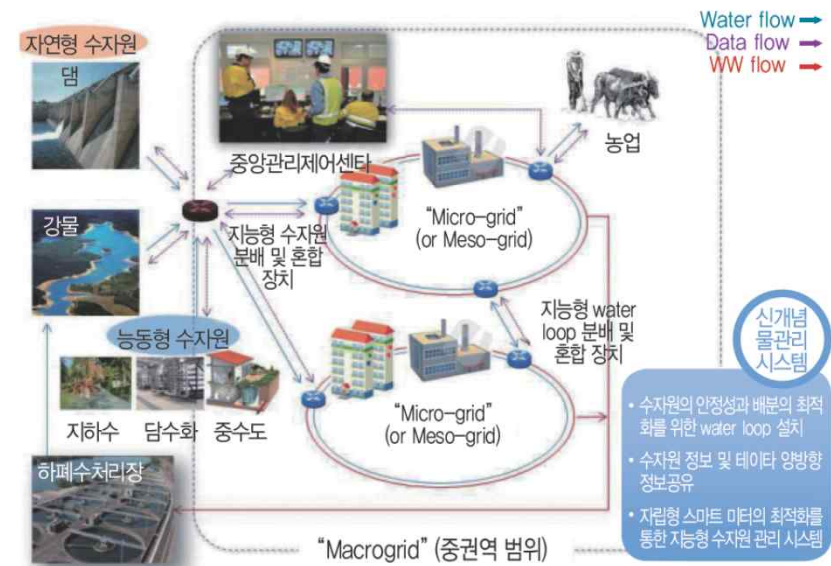 Water flow
Data flow
WW flow
자연형 수자원
댐
중앙관리제어센타
농업
강물
지능형 수자원
분배 및 혼합
장치
"Micro-grid"
(or Meso-grid)
지능형 water
loop 분배 및
혼합 장치
능동형 수자원
지하수
담수화
중수도
"Micro-grid"
(or Meso-grid)
하폐수처리장
"Macrogrid" (중권역 범위)
신개념
물관리
시스템
• 수자원의 안정성과 배분의 최적
화를 위한 water loop 설치
• 수자원 정보 및 테이타 양방향
정보공유
• 자립형 스마트 미터의 최적화를
통한 지능형 수자원 관리 시스템